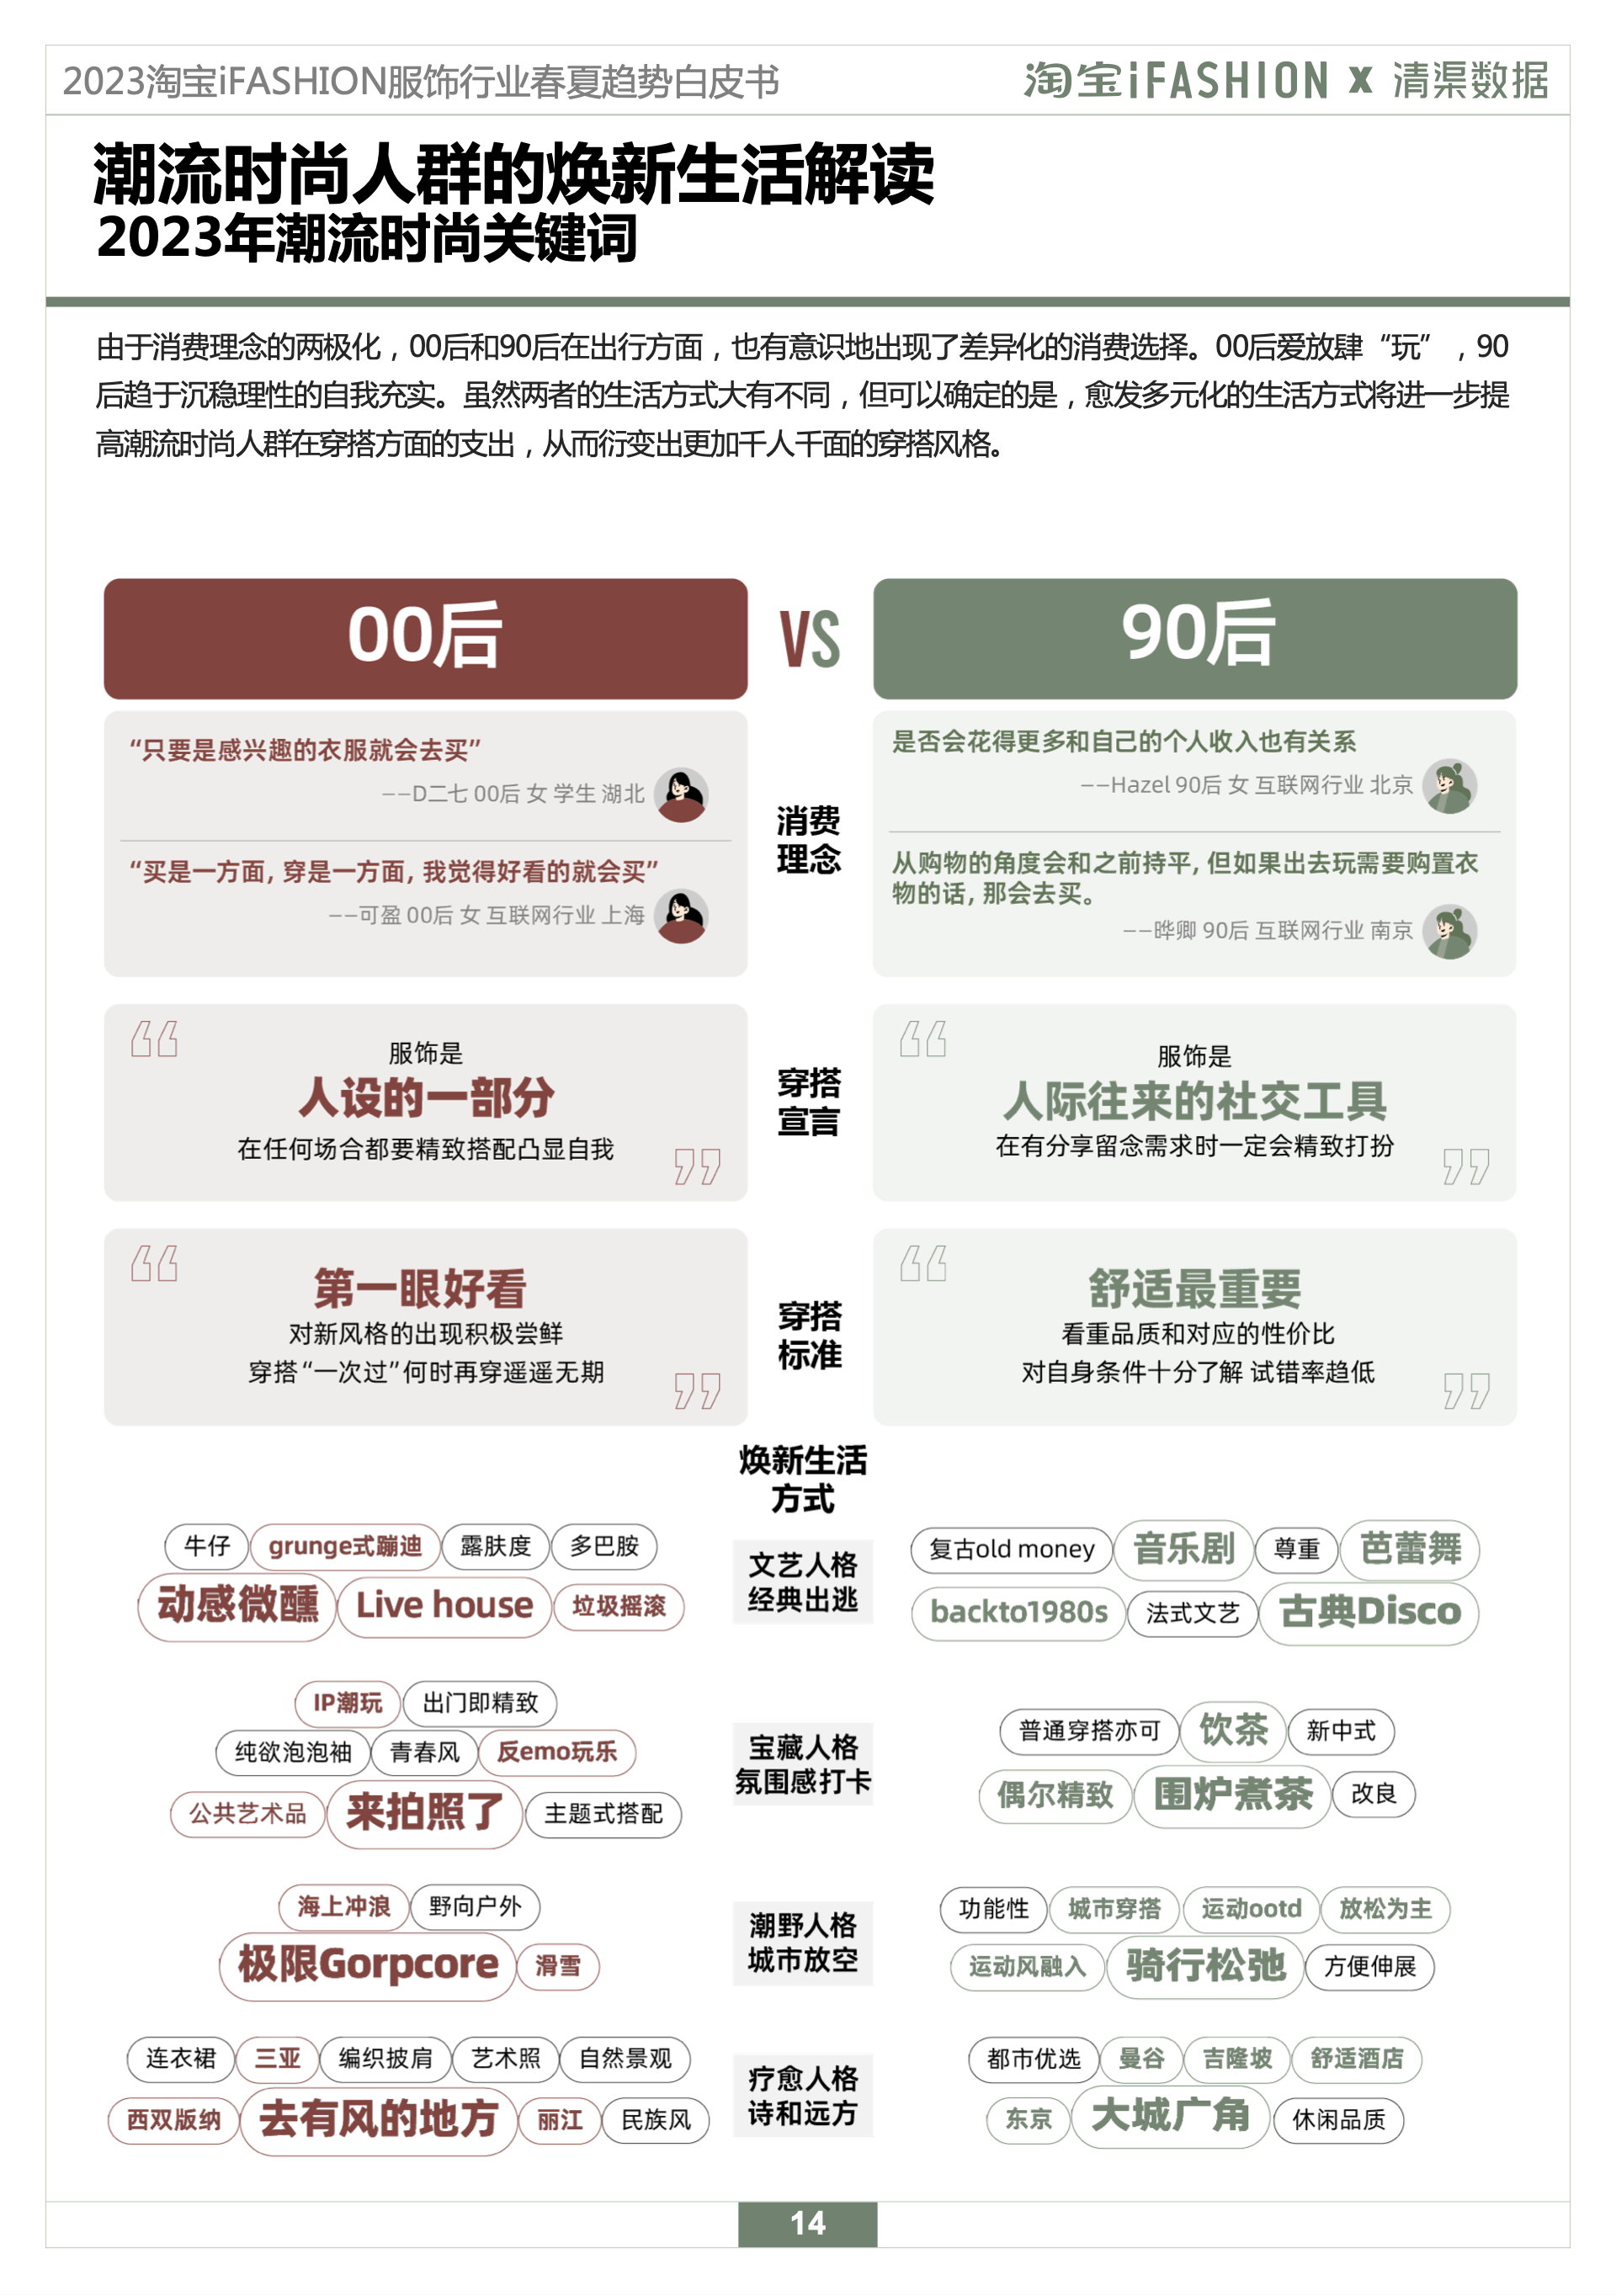 2023淘宝iFASHION服饰行业春夏趋势白皮书
淘宝iFASHION X 清渠数据
潮流时尚人群的焕新生活解读
2023年潮流时尚关键词
由于消费理念的两极化，00后和90后在出行方面，也有意识地出现了差异化的消费选择。00后爱放肆“玩”，90
后趋于沉稳理性的自我充实。虽然两者的生活方式大有不同，但可以确定的是，愈发多元化的生活方式将进一步提
高潮流时尚人群在穿搭方面的支出，从而衍变出更加千人千面的穿搭风格。
00后
VS
90后
“只要是感兴趣的衣服就会去买”
——D二七 00后 女 学生 湖北
“买是一方面, 穿是一方面, 我觉得好看的就会买”
——可盈 00后 女 互联网行业 上海
消费
理念
是否会花得更多和自己的个人收入也有关系
——Hazel 90后 女 互联网行业 北京
从购物的角度会和之前持平, 但如果出去玩需要购置衣
物的话, 那会去买。
——晔卿 90后 互联网行业 南京
服饰是
人设的一部分
在任何场合都要精致搭配凸显自我
穿搭
宣言
服饰是
人际往来的社交工具
在有分享留念需求时一定会精致打扮
第一眼好看
对新风格的出现积极尝鲜
穿搭“一次过”何时再穿遥遥无期
穿搭
标准
舒适最重要
看重品质和对应的性价比
对自身条件十分了解 试错率趋低
焕新生活
方式
牛仔 grunge式蹦迪 露肤度 多巴胺
动感微醺 Live house 垃圾摇滚
文艺人格
经典出逃
复古old money 音乐剧 尊重 芭蕾舞
backto1980s 法式文艺 古典Disco
IP潮玩 出门即精致
纯欲泡泡袖 青春风 反emo玩乐
公共艺术品 来拍照了 主题式搭配
宝藏人格
氛围感打卡
普通穿搭亦可 饮茶 新中式
偶尔精致 围炉煮茶 改良
海上冲浪 野向户外
极限Gorpcore 滑雪
潮野人格
城市放空
功能性 城市穿搭 运动ootd 放松为主
运动风融入 骑行松弛 方便伸展
连衣裙 三亚 编织披肩 艺术照 自然景观
西双版纳 去有风的地方 丽江 民族风
疗愈人格
诗和远方
都市优选 曼谷 吉隆坡 舒适酒店
东京 大城广角 休闲品质
14